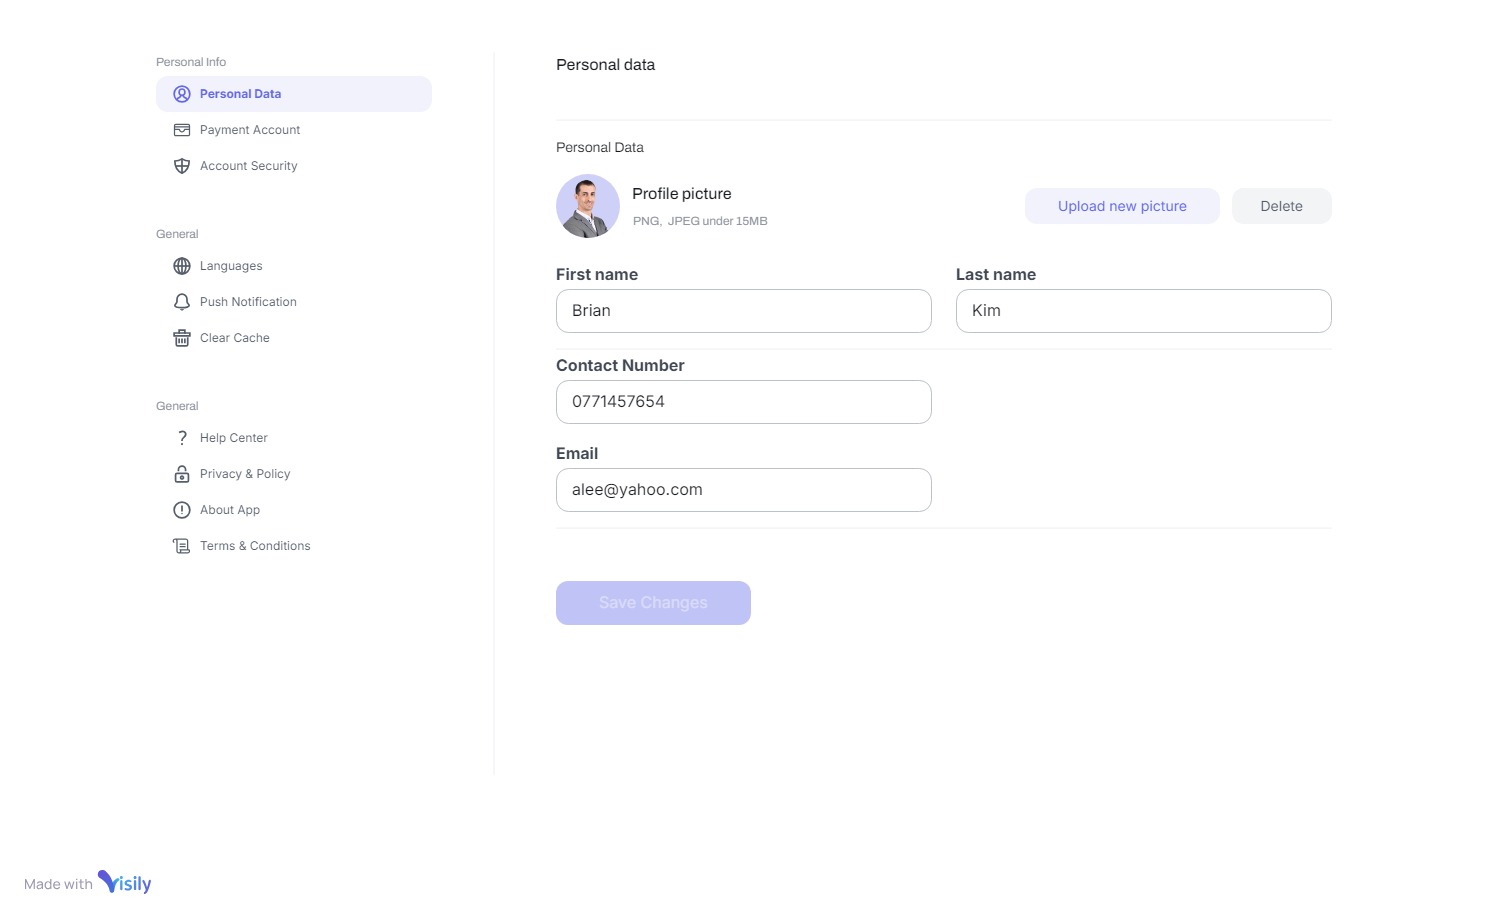 Personal Info
Personal Data
Payment Account
Account Security
General
Languages
Push Notification
Clear Cache
General
Help Center
Privacy & Policy
About App
Terms & Conditions
Personal data
Personal Data
Profile picture
PNG, JPEG under 15MB
Upload new picture
Delete
First name
Last name
Brian
Kim
Contact Number
0771457654
Email
alee@yahoo.com
Save Changes
Made with Visily